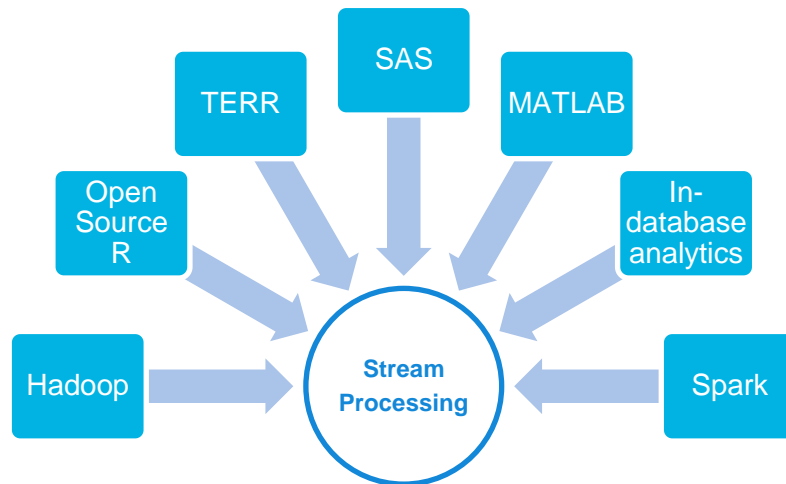 SAS
TERR
MATLAB
Open
Source
R
In-
database
analytics
Hadoop
Stream
Processing
Spark